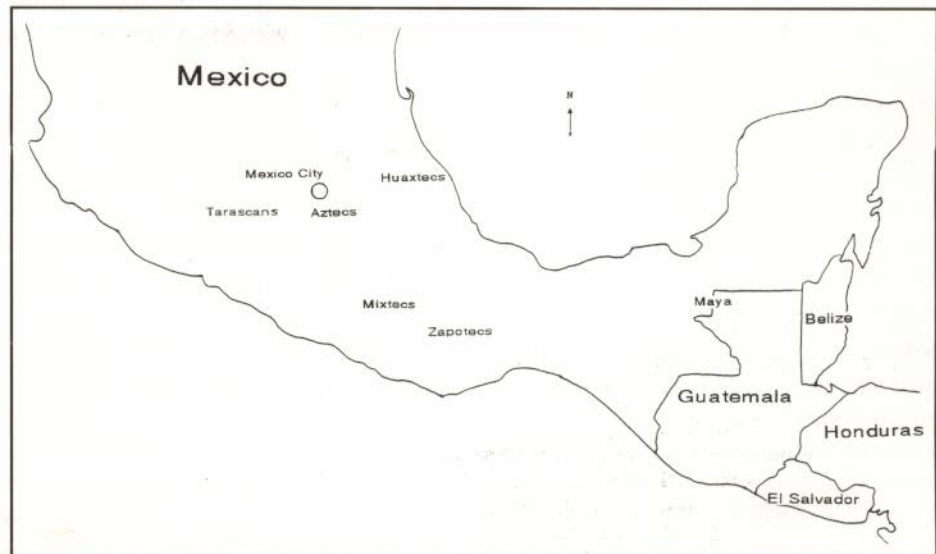 Mexico
N
Mexico City
Huaxtecs
Tarascans
Aztecs
Maya
Mixtecs
Belize
Zapotecs
Guatemala
Honduras
El Salvador